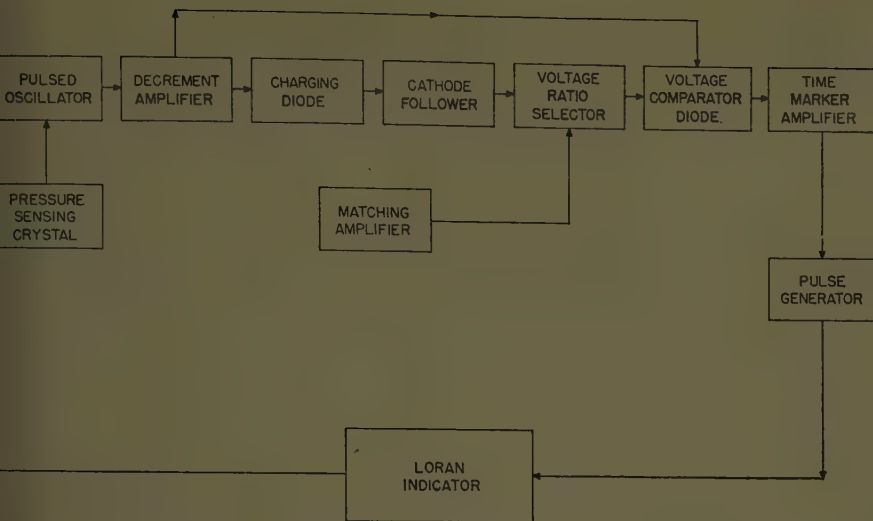 PULSED
OSCILLATOR
DECREMENT
AMPLIFIER
CHARGING
DIODE
CATHODE
FOLLOWER
VOLTAGE
RATIO
SELECTOR
VOLTAGE
COMPARATOR
DIODE.
TIME
MARKER
AMPLIFIER
PRESSURE
SENSING
CRYSTAL
MATCHING
AMPLIFIER
PULSE
GENERATOR
LORAN
INDICATOR